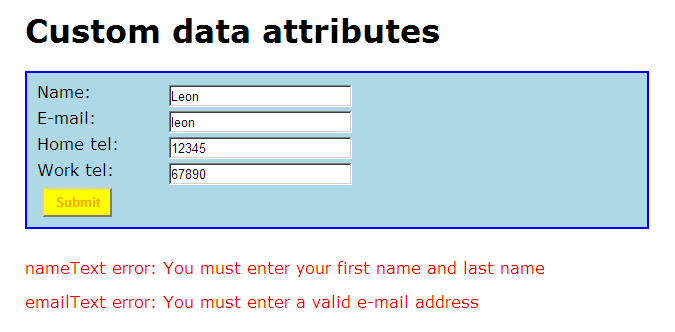 Custom data attributes
Name: Leon
E-mail: leon
Home tel: 12345
Work tel: 67890
Submit
nameText error: You must enter your first name and last name
emailText error: You must enter a valid e-mail address